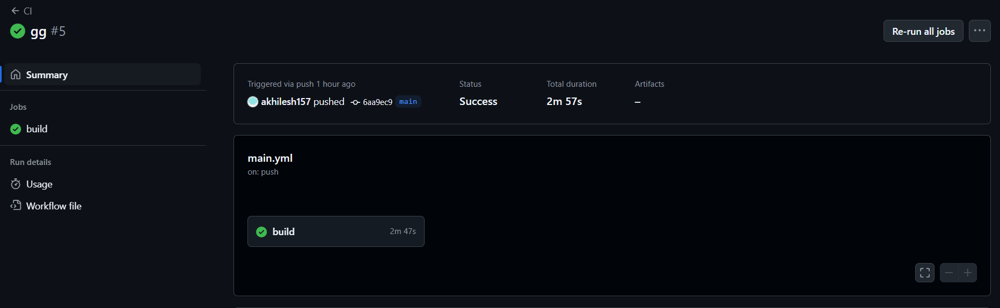 CI
gg #5
Re-run all jobs
Summary
Jobs
build
Run details
Usage
Workflow file
Triggered via push 1 hour ago
akhilesh157 pushed 6aa9ec9 main
Status
Success
Total duration
2m 57s
Artifacts
–
main.yml
on: push
build 2m 47s